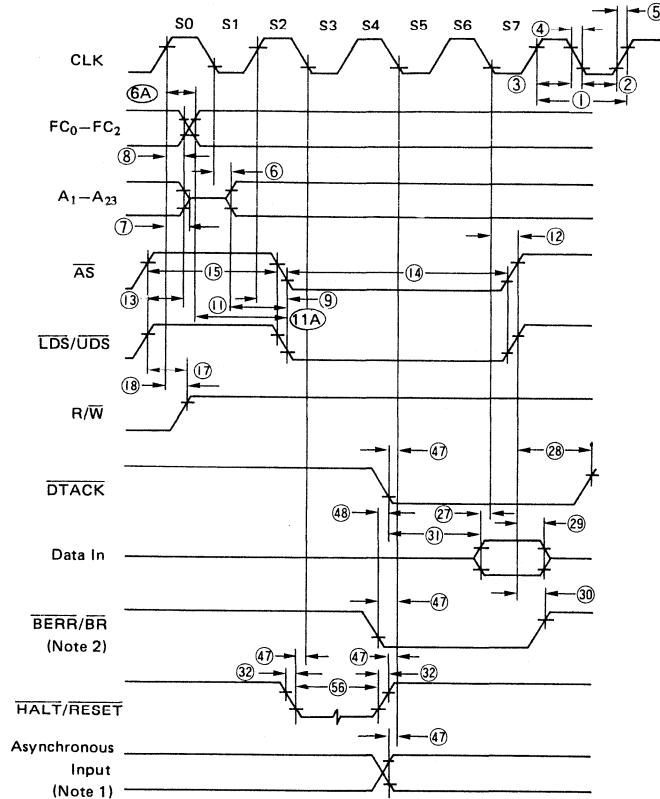 S0 S1 S2 S3 S4 S5 S6 S7
④ ⑤
CLK
③ ① ②
6A
FC0–FC2
⑧ ⑥
A1–A23
⑦ ⑫
AS
⑮ ⑭
⑬ ⑪ ⑨
11A
LDS/UDS
⑱ ⑰
R/W
㊼ ㉘
DTACK
㊽ ㉗ ㉙
㉛
Data In
㊼ ㉚
BERR/BR
(Note 2)
㊼ ㊼
㉜ 56 ㉜
HALT/RESET
㊼
Asynchronous
Input
(Note 1)